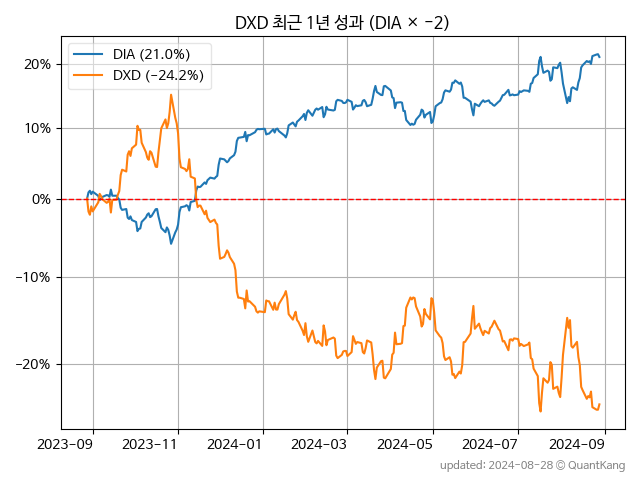 DXD 최근 1년 성과 (DIA × −2)
DIA (21.0%)
DXD (−24.2%)
20%
10%
0%
−10%
−20%
2023-09 2023-11 2024-01 2024-03 2024-05 2024-07 2024-09
updated: 2024-08-28 © QuantKang